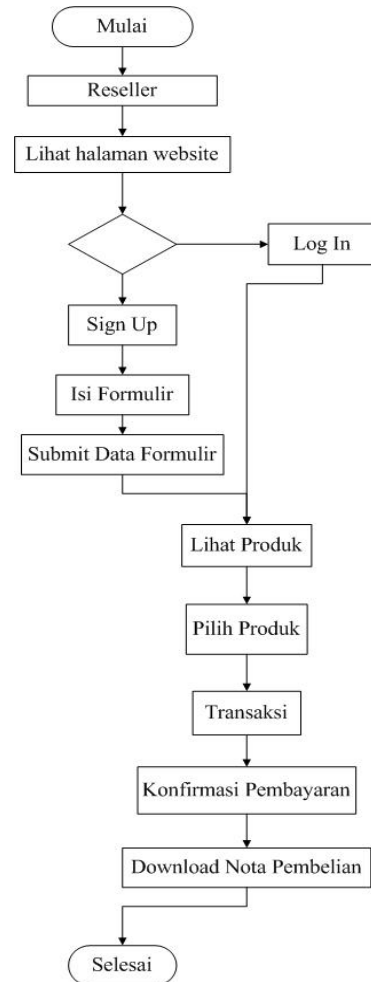 Mulai
Reseller
Lihat halaman website
Log In
Sign Up
Isi Formulir
Submit Data Formulir
Lihat Produk
Pilih Produk
Transaksi
Konfirmasi Pembayaran
Download Nota Pembelian
Selesai